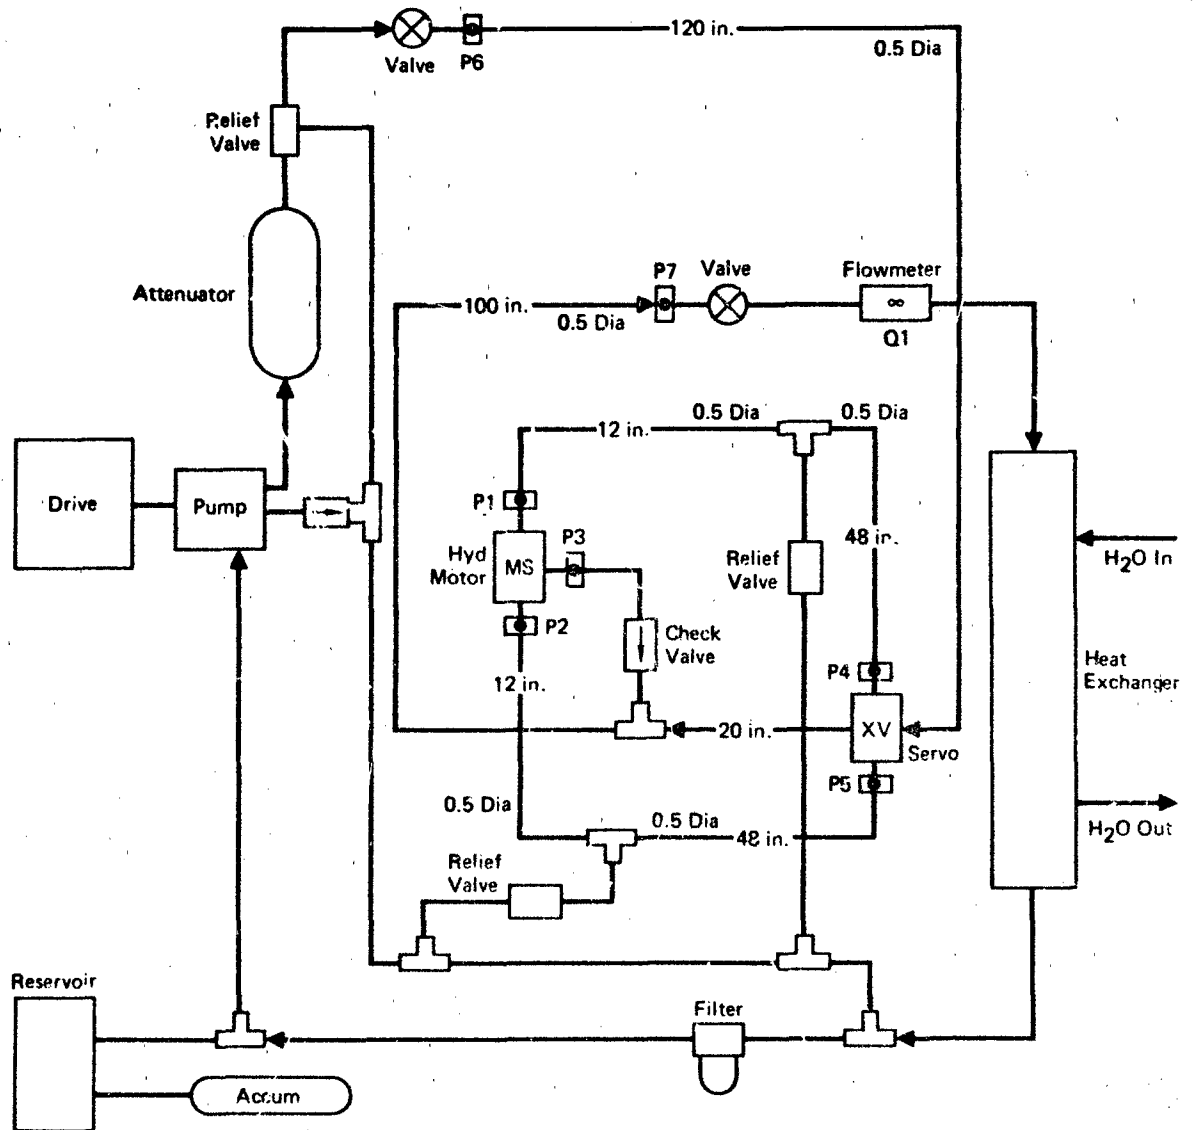 120 in.
0.5 Dia
Valve
P6
Relief
Valve
P7
Valve
Flowmeter
Attenuator
100 in.
0.5 Dia
∞
Q1
0.5 Dia
0.5 Dia
12 in.
Drive
Pump
P1
P3
48 in.
Hyd
Motor
MS
Relief
Valve
H2O In
P2
Check
Valve
P4
Heat
Exchanger
12 in.
20 in.
XV
Servo
P5
0.5 Dia
0.5 Dia
48 in.
H2O Out
Relief
Valve
Reservoir
Filter
Accum